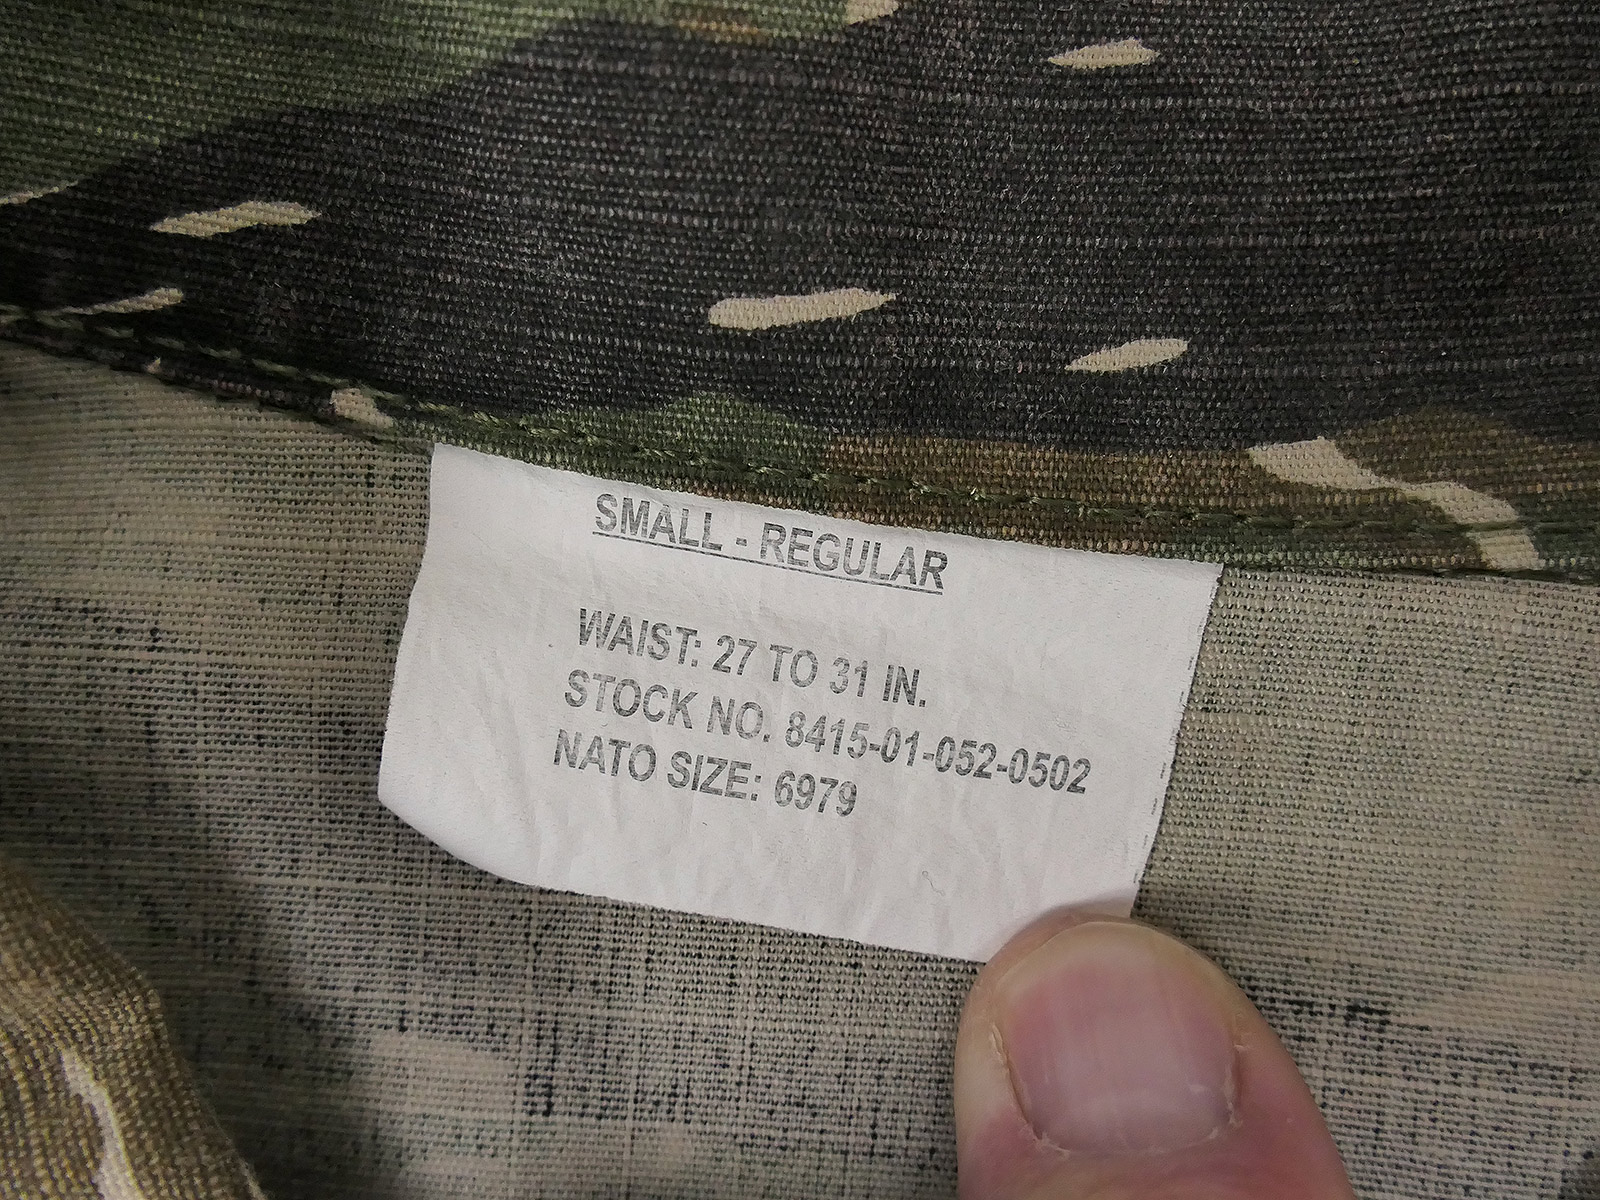 SMALL - REGULAR
WAIST: 27 TO 31 IN.
STOCK NO. 8415-01-052-0502
NATO SIZE: 6979